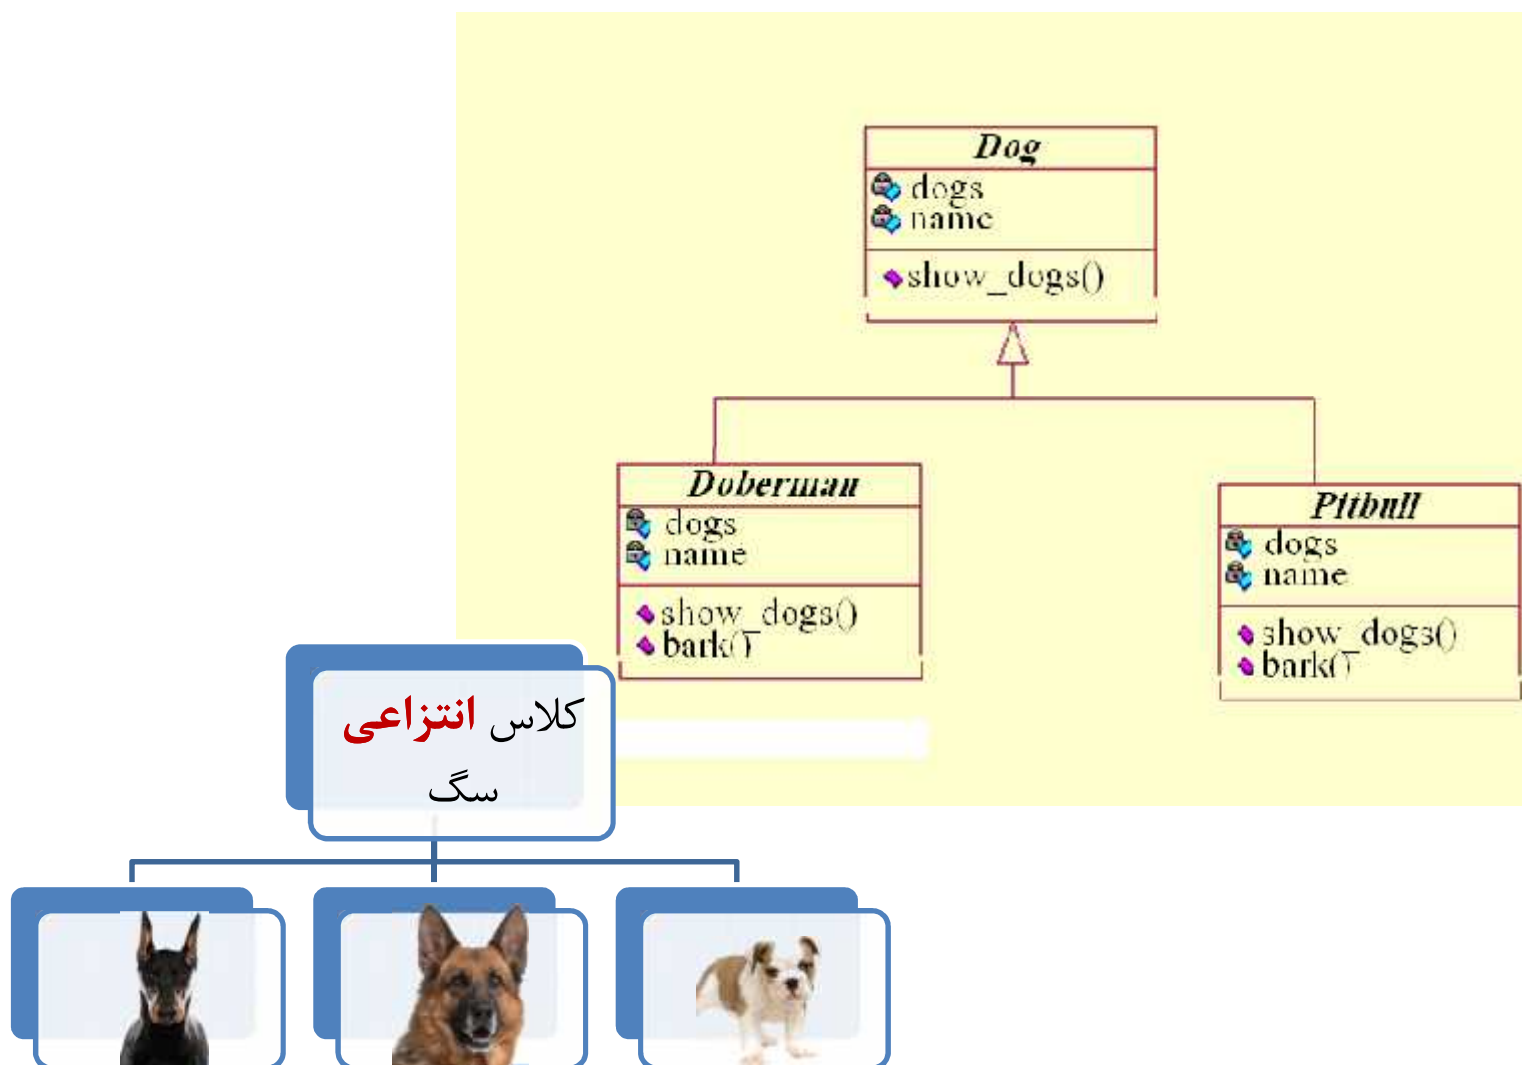 Dog
dogs
name
show_dogs()
Doberman
dogs
name
show_dogs()
bark()
Pitbull
dogs
name
show_dogs()
bark()
کلاس انتزاعی
سگ